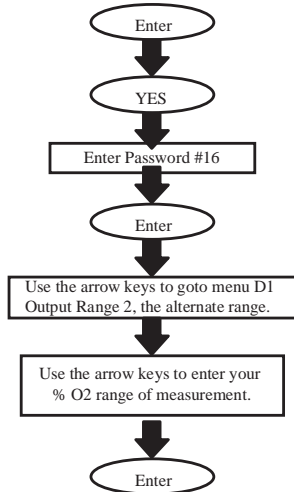 Enter
YES
Enter Password #16
Enter
Use the arrow keys to goto menu D1
Output Range 2, the alternate range.
Use the arrow keys to enter your
% O2 range of measurement.
Enter